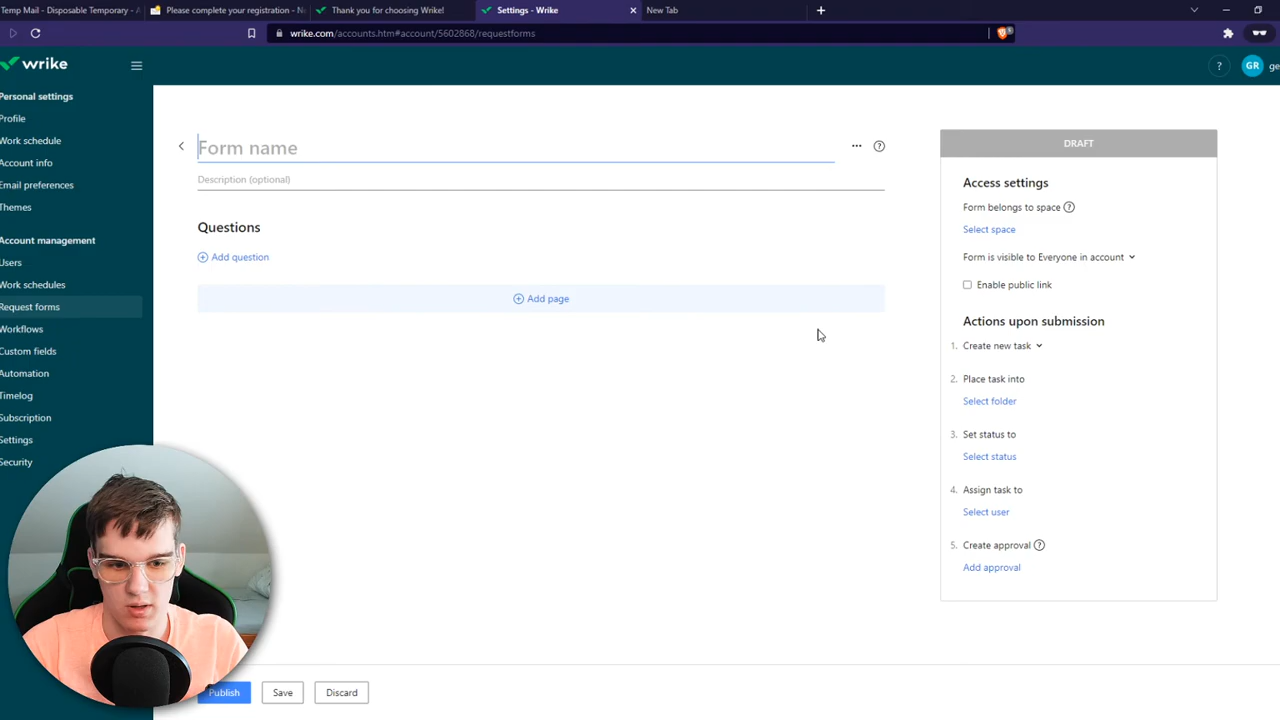 Temp Mail - Disposable Temporary - A
Please complete your registration - N
Thank you for choosing Wrike!
Settings - Wrike
New Tab
wrike.com/accounts.htm#account/5602868/requestforms
wrike
?
GR
ge
Personal settings
Profile
Work schedule
Account info
Email preferences
Themes
Account management
Users
Work schedules
Request forms
Workflows
Custom fields
Automation
Timelog
Subscription
Settings
Security
Form name
Description (optional)
Questions
Add question
Add page
Publish
Save
Discard
DRAFT
Access settings
Form belongs to space ?
Select space
Form is visible to Everyone in account
Enable public link
Actions upon submission
1. Create new task
2. Place task into
Select folder
3. Set status to
Select status
4. Assign task to
Select user
5. Create approval ?
Add approval